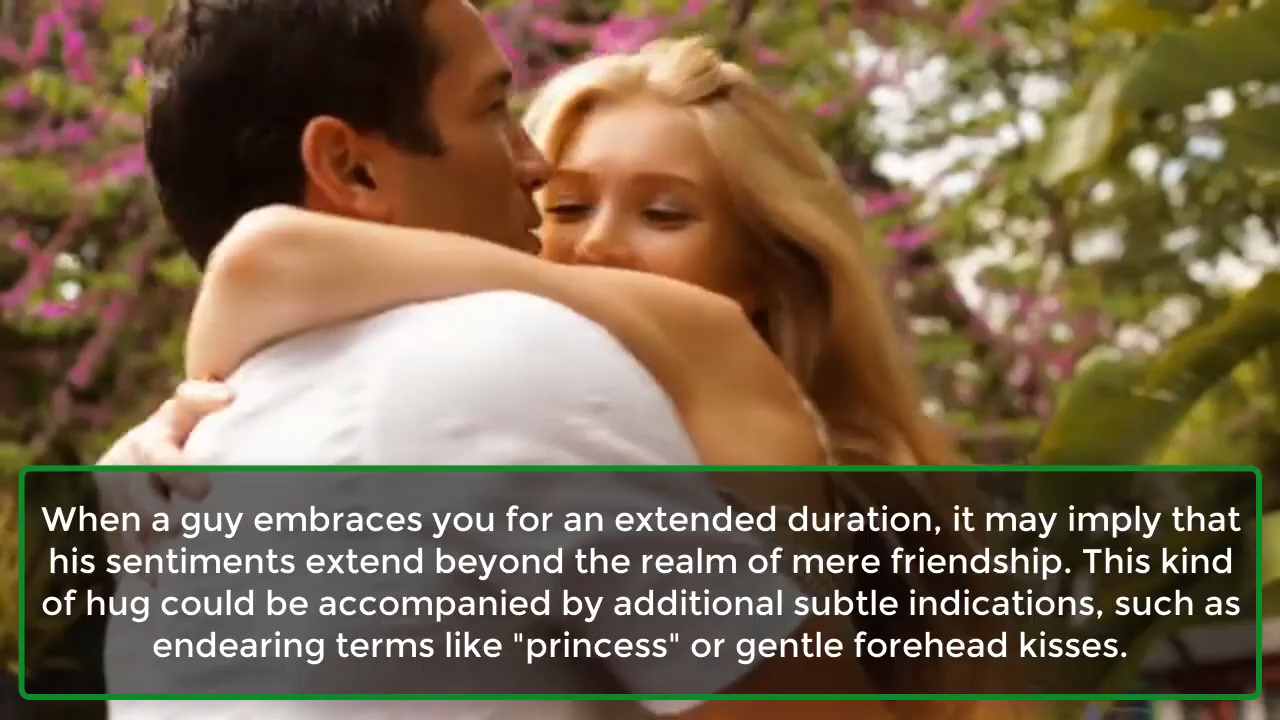 When a guy embraces you for an extended duration, it may imply that
his sentiments extend beyond the realm of mere friendship. This kind
of hug could be accompanied by additional subtle indications, such as
endearing terms like "princess" or gentle forehead kisses.